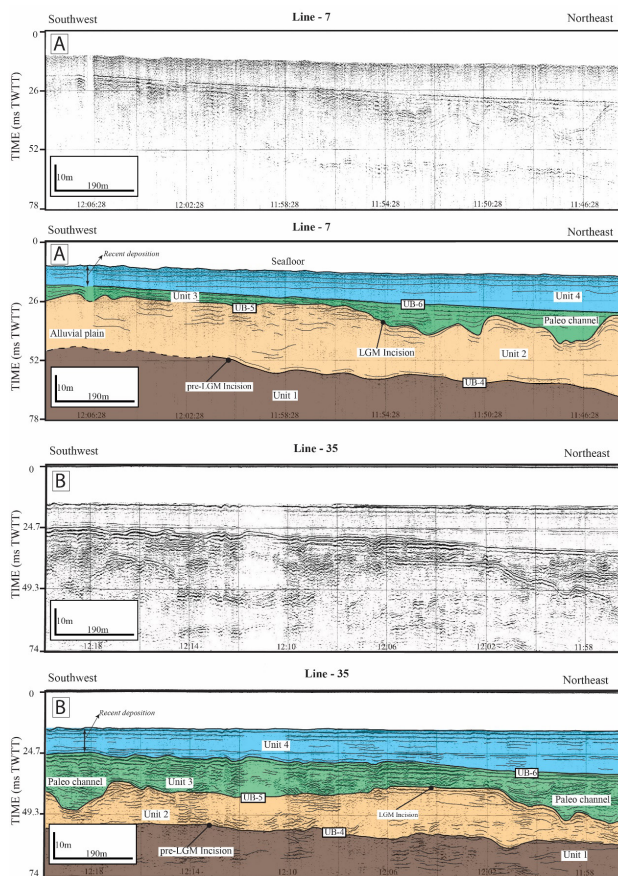 Line - 7
Southwest
Northeast
A
0
26
52
78
TIME (ms TWTT)
10m
190m
12:06:28
12:02:28
11:58:28
11:54:28
11:50:28
11:46:28
Line - 7
Southwest
Northeast
A
Recent deposition
Seafloor
0
26
52
78
TIME (ms TWTT)
Unit 3
UB-5
UB-6
Unit 4
Paleo channel
Alluvial plain
LGM Incision
Unit 2
pre-LGM Incision
UB-4
Unit 1
10m
190m
12:06:28
12:02:28
11:58:28
11:54:28
11:50:28
11:46:28
Line - 35
Southwest
Northeast
B
0
24.7
49.3
74
TIME (ms TWTT)
10m
190m
12:18
12:14
12:10
12:06
12:02
11:58
Line - 35
Southwest
Northeast
B
Recent deposition
0
24.7
49.3
74
TIME (ms TWTT)
Unit 4
UB-6
Paleo channel
Unit 3
UB-5
LGM Incision
Paleo channel
Unit 2
UB-4
pre-LGM Incision
Unit 1
10m
190m
12:18
12:14
12:10
12:06
12:02
11:58